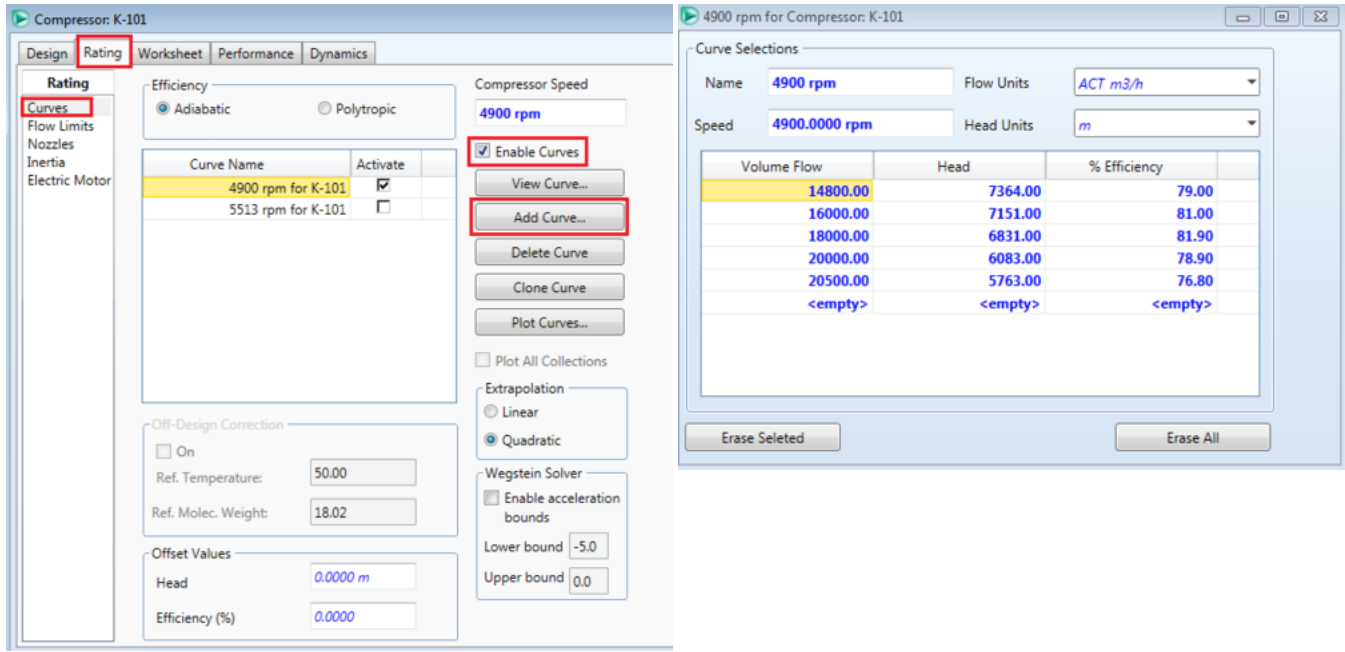 Compressor: K-101
Design Rating Worksheet Performance Dynamics
Rating
Curves
Flow Limits
Nozzles
Inertia
Electric Motor
Efficiency
Adiabatic Polytropic
Curve Name Activate
4900 rpm for K-101
5513 rpm for K-101
Off-Design Correction
On
Ref. Temperature: 50.00
Ref. Molec. Weight: 18.02
Offset Values
Head 0.0000 m
Efficiency (%) 0.0000
Compressor Speed
4900 rpm
Enable Curves
View Curve...
Add Curve...
Delete Curve
Clone Curve
Plot Curves...
Plot All Collections
Extrapolation
Linear
Quadratic
Wegstein Solver
Enable acceleration
bounds
Lower bound -5.0
Upper bound 0.0
4900 rpm for Compressor: K-101
Curve Selections
Name 4900 rpm Flow Units ACT m3/h
Speed 4900.0000 rpm Head Units m
Volume Flow Head % Efficiency
14800.00 7364.00 79.00
16000.00 7151.00 81.00
18000.00 6831.00 81.90
20000.00 6083.00 78.90
20500.00 5763.00 76.80
<empty> <empty> <empty>
Erase Seleted Erase All